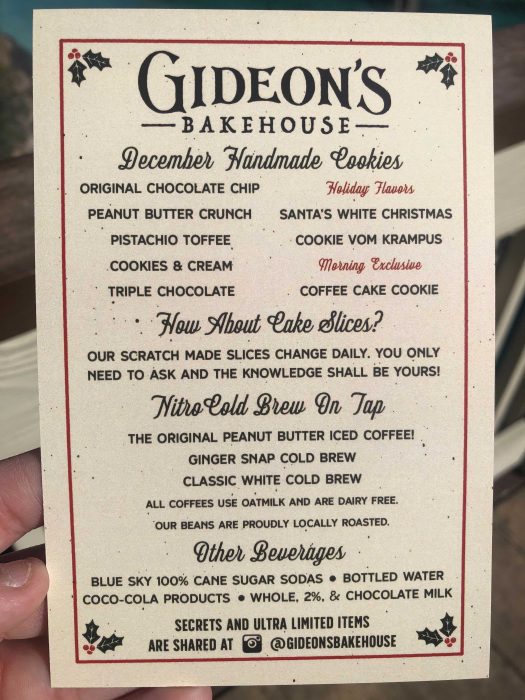 GIDEON'S
BAKEHOUSE
December Handmade Cookies
ORIGINAL CHOCOLATE CHIP
PEANUT BUTTER CRUNCH
PISTACHIO TOFFEE
COOKIES & CREAM
TRIPLE CHOCOLATE
Holiday Flavors
SANTA'S WHITE CHRISTMAS
COOKIE VOM KRAMPUS
Morning Exclusive
COFFEE CAKE COOKIE
How About Cake Slices?
OUR SCRATCH MADE SLICES CHANGE DAILY. YOU ONLY
NEED TO ASK AND THE KNOWLEDGE SHALL BE YOURS!
Nitro Cold Brew On Tap
THE ORIGINAL PEANUT BUTTER ICED COFFEE!
GINGER SNAP COLD BREW
CLASSIC WHITE COLD BREW
ALL COFFEES USE OATMILK AND ARE DAIRY FREE.
OUR BEANS ARE PROUDLY LOCALLY ROASTED.
Other Beverages
BLUE SKY 100% CANE SUGAR SODAS • BOTTLED WATER
COCO-COLA PRODUCTS • WHOLE, 2%, & CHOCOLATE MILK
SECRETS AND ULTRA LIMITED ITEMS
ARE SHARED AT @GIDEONSBAKEHOUSE